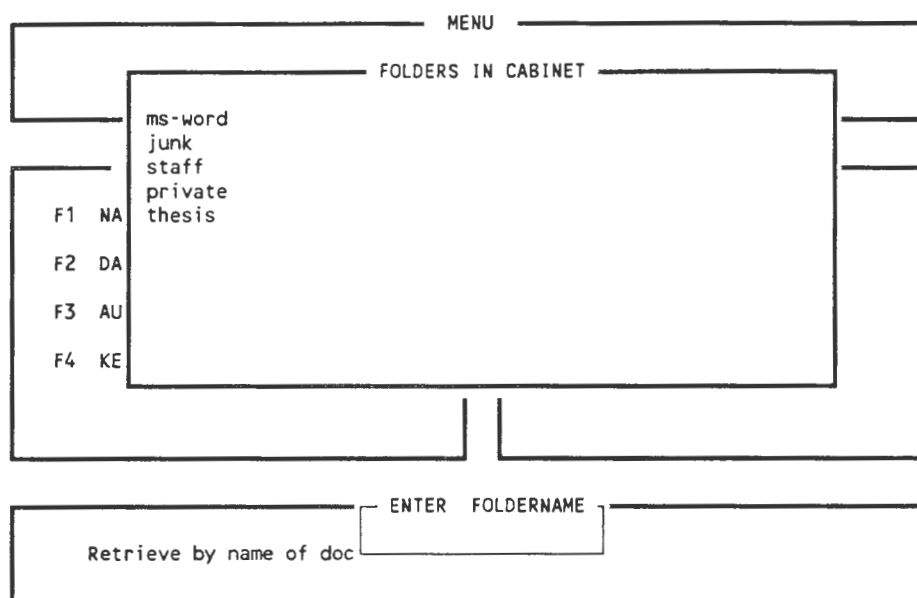 MENU
FOLDERS IN CABINET
ms-word
junk
staff
private
F1 NA thesis
F2 DA
F3 AU
F4 KE
ENTER FOLDERNAME
Retrieve by name of doc